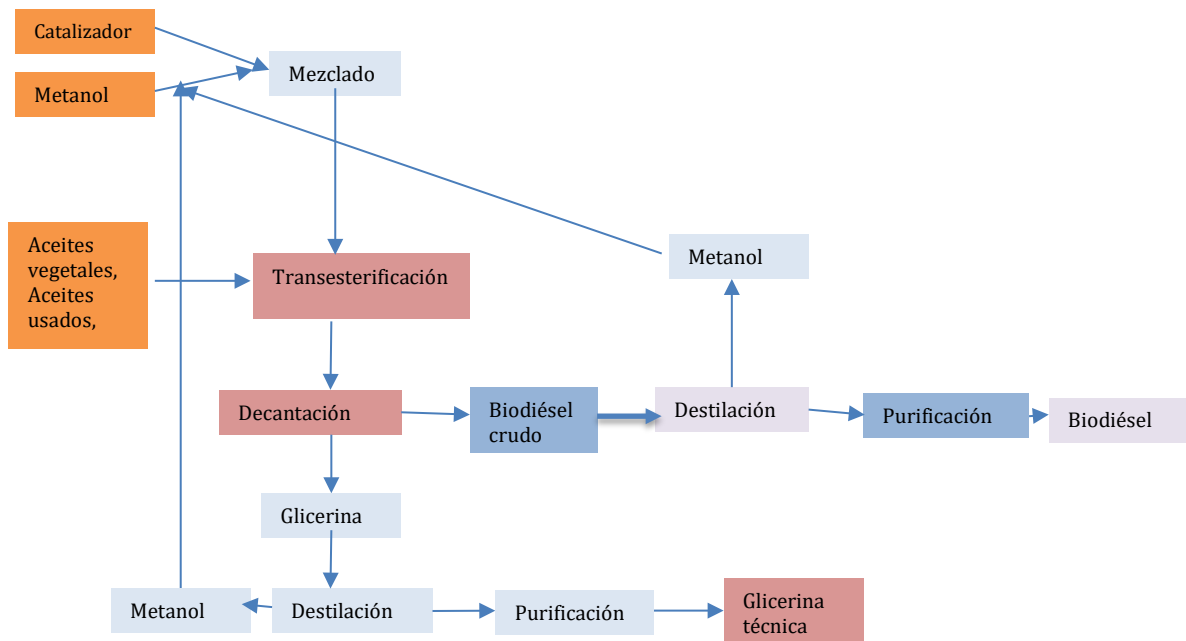 Catalizador
Metanol
Mezclado
Aceites
vegetales,
Aceites
usados,
Transesterificación
Metanol
Decantación
Biodiésel
crudo
Destilación
Purificación
Biodiésel
Glicerina
Metanol
Destilación
Purificación
Glicerina
técnica